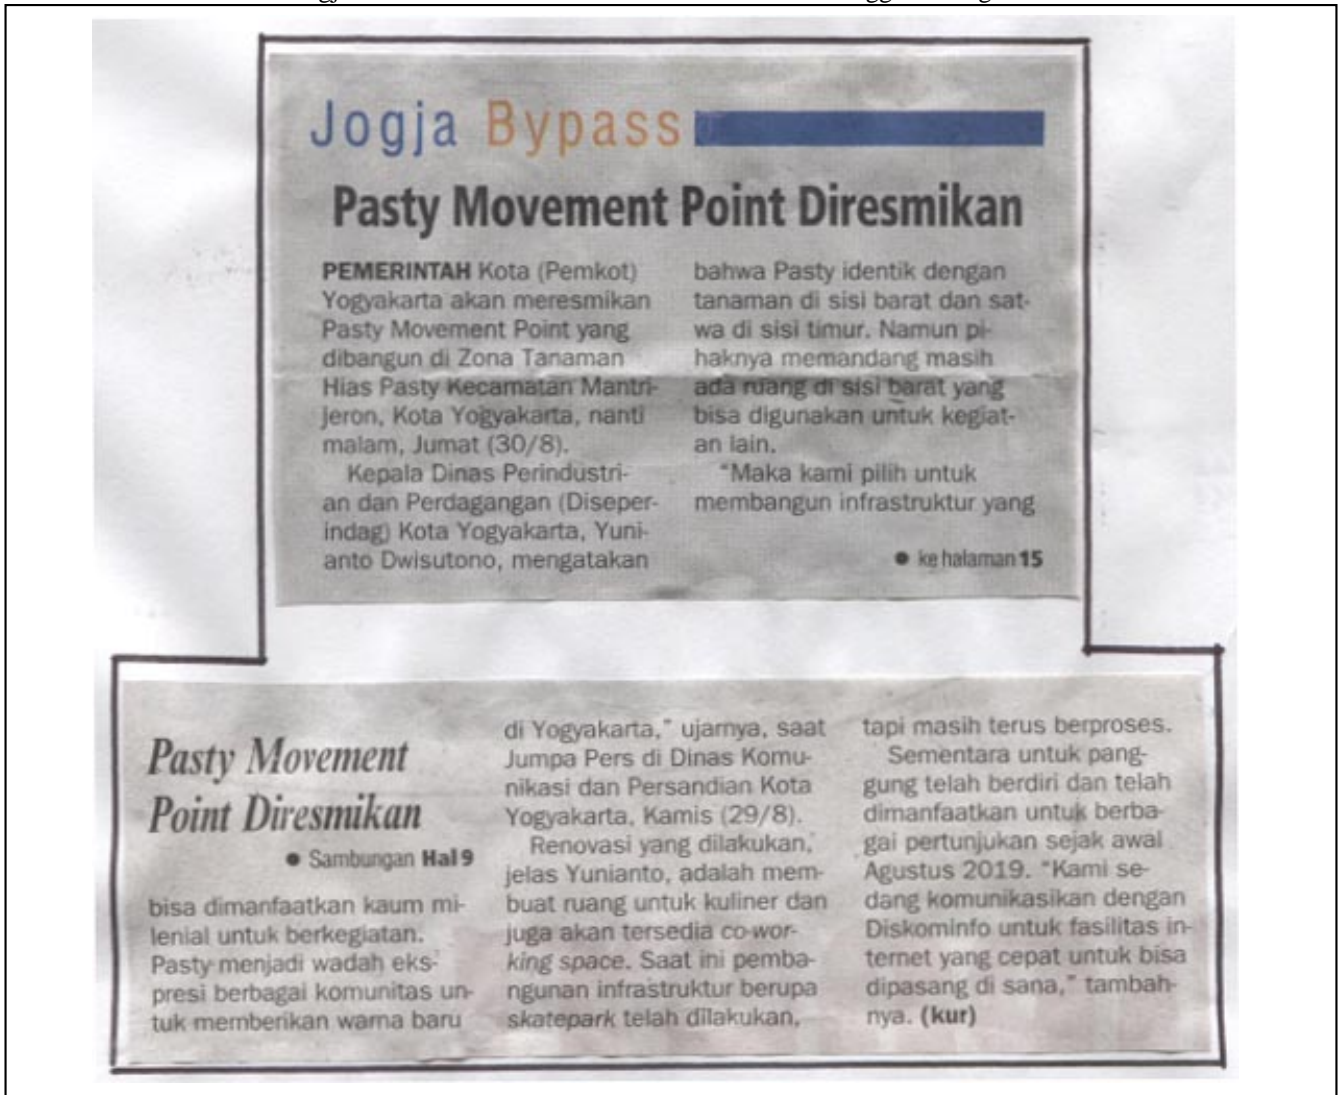 Jogja Bypass
Pasty Movement Point Diresmikan
PEMERINTAH Kota (Pemkot)
Yogyakarta akan meresmikan
Pasty Movement Point yang
dibangun di Zona Tanaman
Hias Pasty Kecamatan Mantri-
jeron, Kota Yogyakarta, nanti
malam, Jumat (30/8).
Kepala Dinas Perindustri-
an dan Perdagangan (Diseper-
indag) Kota Yogyakarta, Yuni-
anto Dwisutono, mengatakan
bahwa Pasty identik dengan
tanaman di sisi barat dan sat-
wa di sisi timur. Namun pi-
haknya memandang masih
ada ruang di sisi barat yang
bisa digunakan untuk kegiat-
an lain.
"Maka kami pilih untuk
membangun infrastruktur yang
● ke halaman 15
Pasty Movement
Point Diresmikan
● Sambungan Hal 9
bisa dimanfaatkan kaum mi-
lenial untuk berkegiatan.
Pasty menjadi wadah eks-
presi berbagai komunitas un-
tuk memberikan warna baru
di Yogyakarta," ujarnya, saat
Jumpa Pers di Dinas Komu-
nikasi dan Persandian Kota
Yogyakarta, Kamis (29/8).
Renovasi yang dilakukan,
jelas Yunianto, adalah mem-
buat ruang untuk kuliner dan
juga akan tersedia co-wor-
king space. Saat ini pemba-
ngunan infrastruktur berupa
skatepark telah dilakukan,
tapi masih terus berproses.
Sementara untuk pang-
gung telah berdiri dan telah
dimanfaatkan untuk berba-
gai pertunjukan sejak awal
Agustus 2019. "Kami se-
dang komunikasikan dengan
Diskominfo untuk fasilitas in-
ternet yang cepat untuk bisa
dipasang di sana," tambah-
nya. (kur)